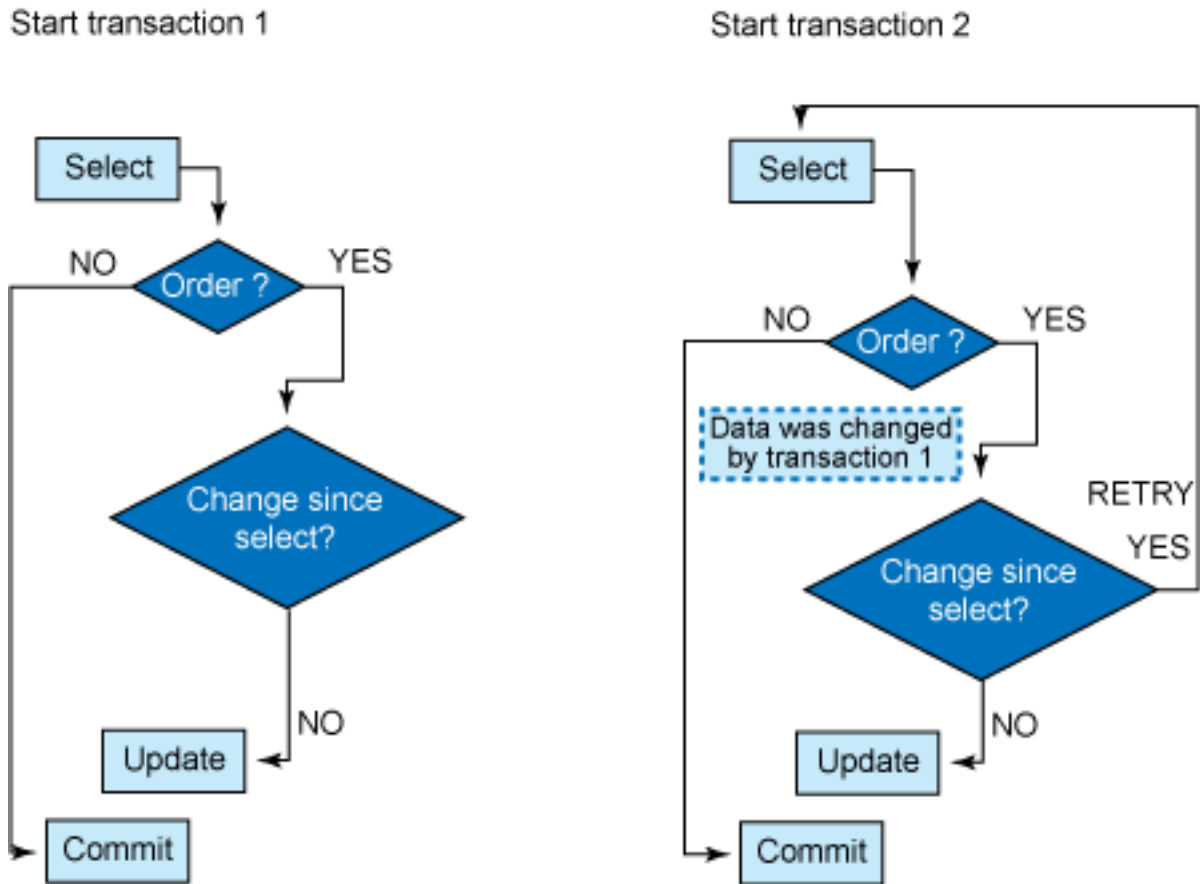 Start transaction 1
Select
NO
YES
Order ?
Change since
select?
NO
Update
Commit
Start transaction 2
Select
NO
YES
Order ?
Data was changed
by transaction 1
RETRY
YES
Change since
select?
NO
Update
Commit